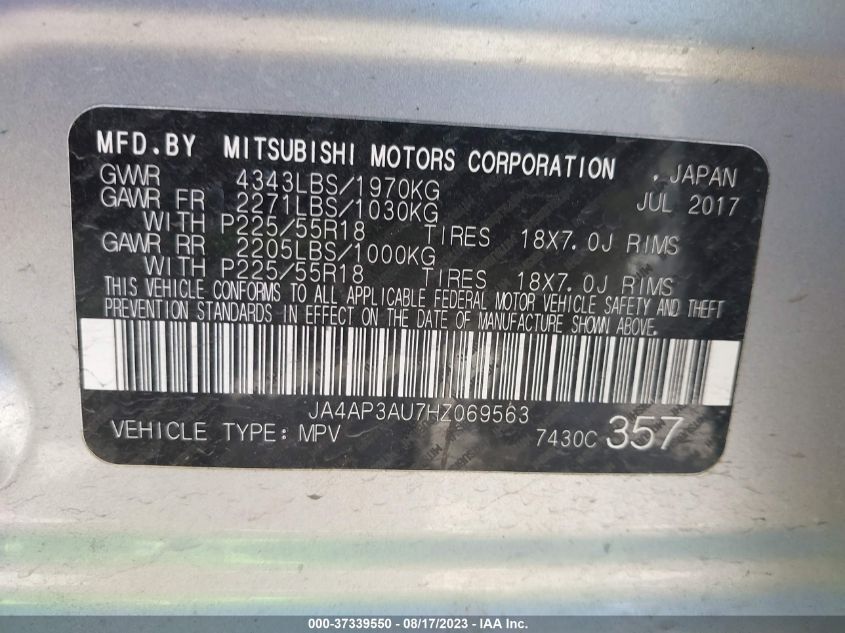 MFD.BY MITSUBISHI MOTORS CORPORATION JAPAN
GVWR 4343LBS/1970KG JUL 2017
GAWR FR 2271LBS/1030KG
WITH P225/55R18 TIRES 18X7.0J RIMS
GAWR RR 2205LBS/1000KG
WITH P225/55R18 TIRES 18X7.0J RIMS
THIS VEHICLE CONFORMS TO ALL APPLICABLE FEDERAL MOTOR VEHICLE SAFETY AND THEFT
PREVENTION STANDARDS IN EFFECT ON THE DATE OF MANUFACTURE SHOWN ABOVE.
JA4AP3AU7HZ069563
VEHICLE TYPE: MPV 7430C 357
000-37339550 - 08/17/2023 - IAA Inc.